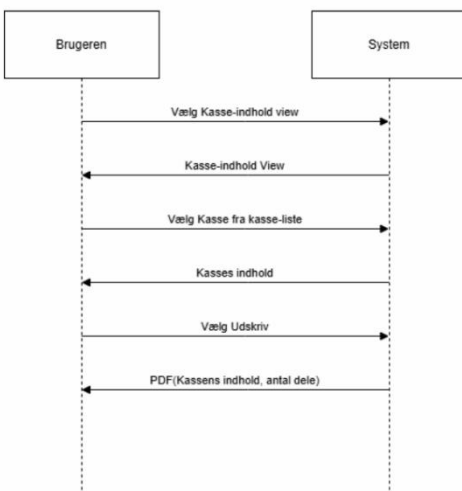 Brugeren
System
Vælg Kasse-indhold view
Kasse-indhold View
Vælg Kasse fra kasse-liste
Kasses indhold
Vælg Udskriv
PDF(Kassens indhold, antal dele)